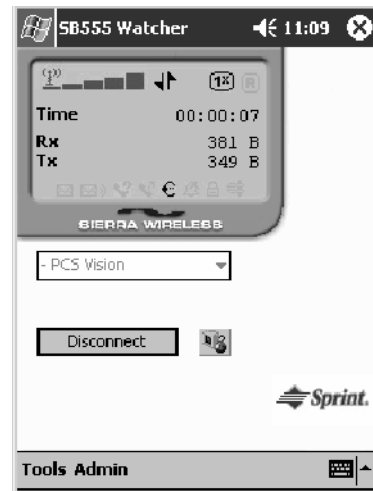 SB555 Watcher 11:09
1X R
Time 00:00:07
Rx 381 B
Tx 349 B
SIERRA WIRELESS
- PCS Vision
Disconnect
Sprint.
Tools Admin